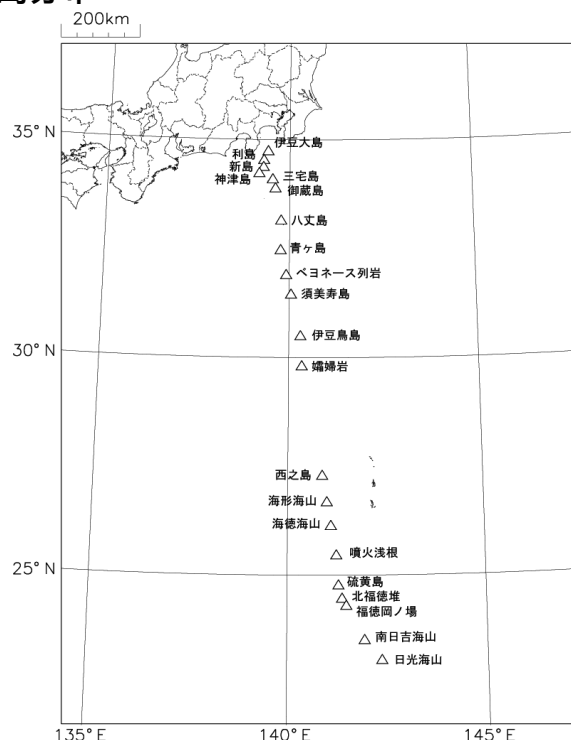 200km
35° N
伊豆大島
利島
新島
神津島
三宅島
御蔵島
八丈島
青ヶ島
ベヨネース列岩
須美寿島
伊豆鳥島
30° N
孀婦岩
西之島
海形海山
海徳海山
噴火浅根
25° N
硫黄島
北福徳堆
福徳岡ノ場
南日吉海山
日光海山
135° E
140° E
145° E